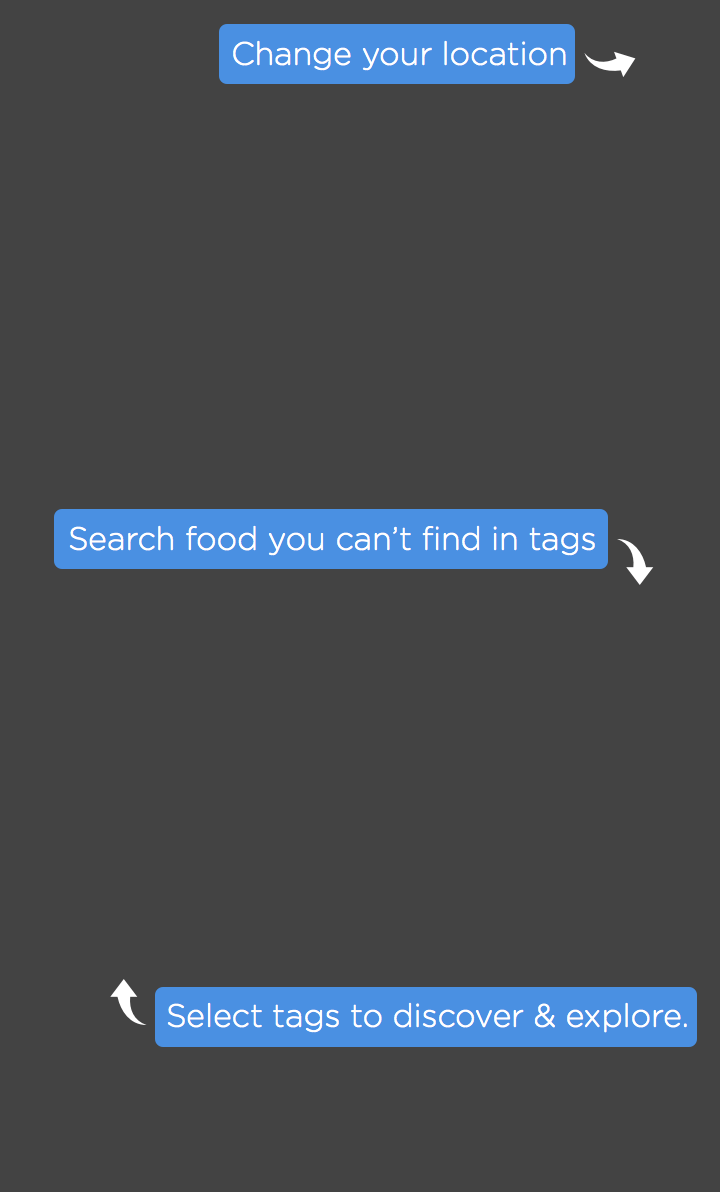 Change your location
Search food you can’t find in tags
Select tags to discover & explore.